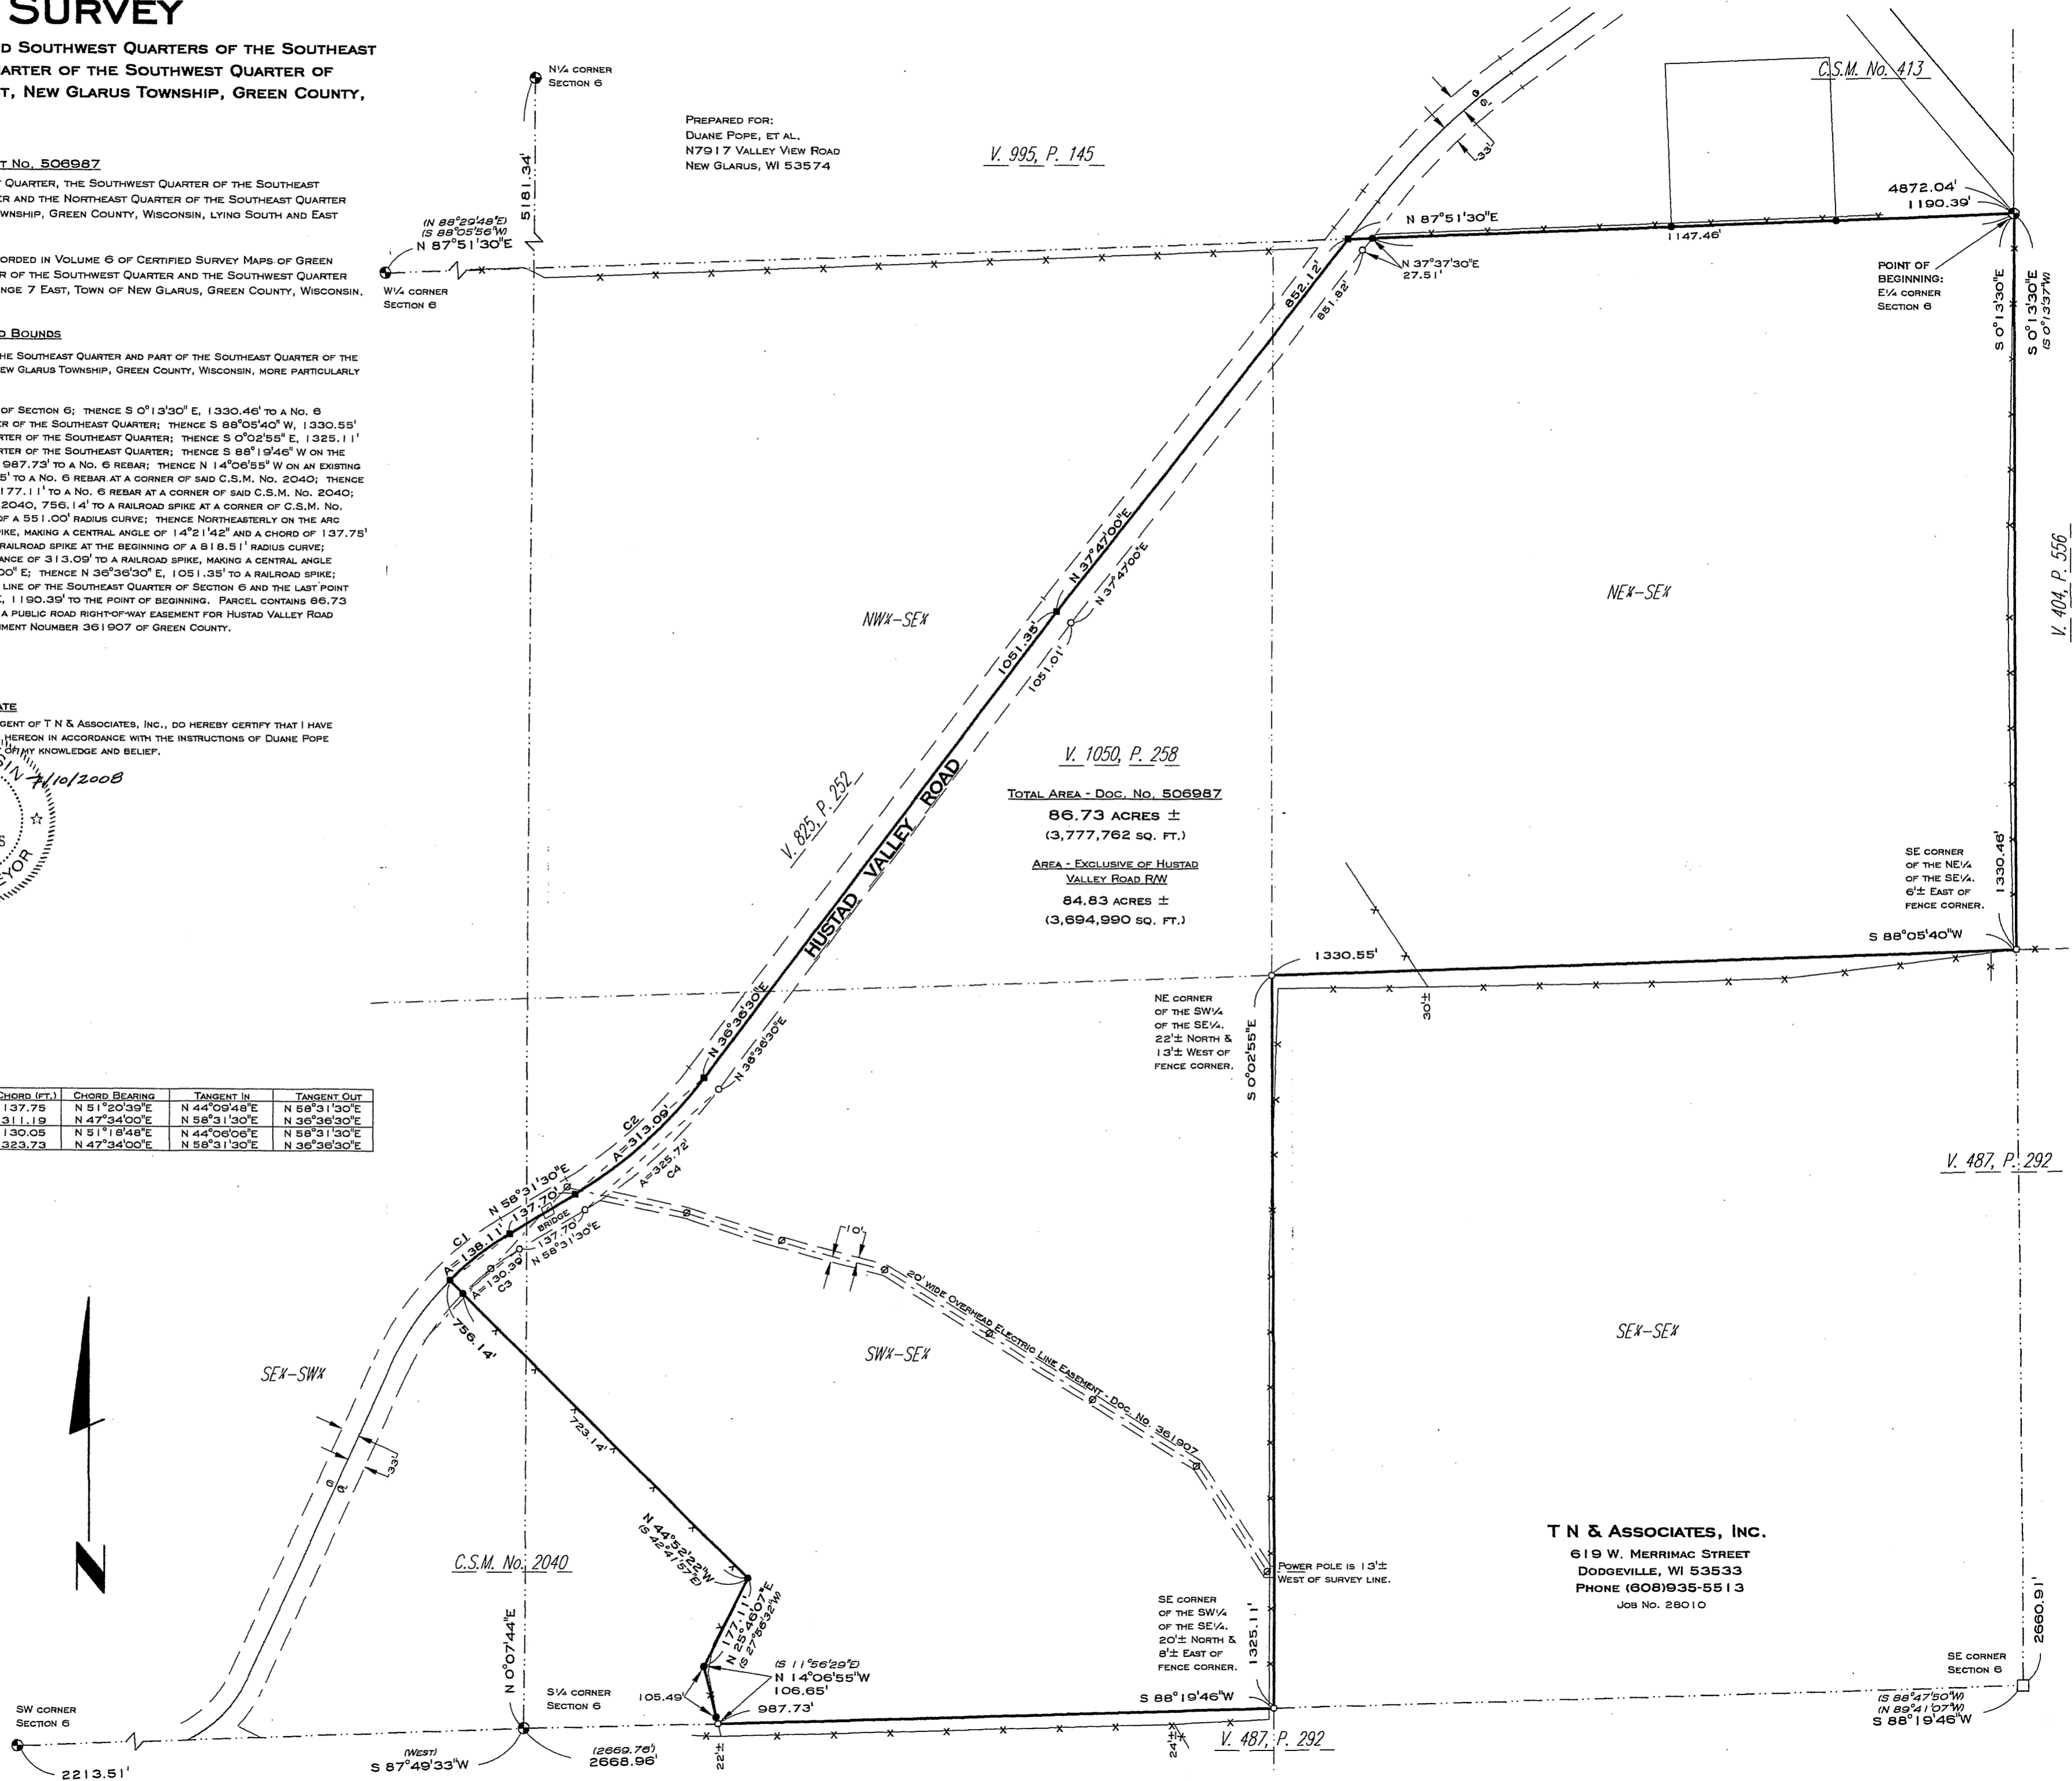 SURVEY
D SOUTHWEST QUARTERS OF THE SOUTHEAST
ARTER OF THE SOUTHWEST QUARTER OF
T, NEW GLARUS TOWNSHIP, GREEN COUNTY,
T NO. 506987
QUARTER, THE SOUTHWEST QUARTER OF THE SOUTHEAST
ER AND THE NORTHEAST QUARTER OF THE SOUTHEAST QUARTER
WNSHIP, GREEN COUNTY, WISCONSIN, LYING SOUTH AND EAST
ORDED IN VOLUME 6 OF CERTIFIED SURVEY MAPS OF GREEN
R OF THE SOUTHWEST QUARTER AND THE SOUTHWEST QUARTER
NGE 7 EAST, TOWN OF NEW GLARUS, GREEN COUNTY, WISCONSIN.
D BOUNDS
HE SOUTHEAST QUARTER AND PART OF THE SOUTHEAST QUARTER OF THE
EW GLARUS TOWNSHIP, GREEN COUNTY, WISCONSIN, MORE PARTICULARLY
OF SECTION 6; THENCE S 0°13'30" E, 1330.46' TO A NO. 6
ER OF THE SOUTHEAST QUARTER; THENCE S 88°05'40" W, 1330.55'
RTER OF THE SOUTHEAST QUARTER; THENCE S 0°02'55" E, 1325.11'
RTER OF THE SOUTHEAST QUARTER; THENCE S 88°19'46" W ON THE
987.73' TO A NO. 6 REBAR; THENCE N 14°06'55" W ON AN EXISTING
5' TO A NO. 6 REBAR AT A CORNER OF SAID C.S.M. NO. 2040; THENCE
177.11' TO A NO. 6 REBAR AT A CORNER OF SAID C.S.M. NO. 2040;
2040, 756.14' TO A RAILROAD SPIKE AT A CORNER OF C.S.M. NO.
OF A 551.00' RADIUS CURVE; THENCE NORTHEASTERLY ON THE ARC
PIKE, MAKING A CENTRAL ANGLE OF 14°21'42" AND A CHORD OF 137.75'
RAILROAD SPIKE AT THE BEGINNING OF A 818.51' RADIUS CURVE;
ANCE OF 313.09' TO A RAILROAD SPIKE, MAKING A CENTRAL ANGLE
00" E; THENCE N 36°36'30" E, 1051.35' TO A RAILROAD SPIKE;
LINE OF THE SOUTHEAST QUARTER OF SECTION 6 AND THE LAST POINT
E, 1190.39' TO THE POINT OF BEGINNING. PARCEL CONTAINS 86.73
A PUBLIC ROAD RIGHT-OF-WAY EASEMENT FOR HUSTAD VALLEY ROAD
MENT NOUMBER 361907 OF GREEN COUNTY.
ATE
GENT OF T N & ASSOCIATES, INC., DO HEREBY CERTIFY THAT I HAVE
HEREON IN ACCORDANCE WITH THE INSTRUCTIONS OF DUANE POPE
MY KNOWLEDGE AND BELIEF.
/10/2008
SIN
S
EYOR
CHORD (FT.) CHORD BEARING TANGENT IN TANGENT OUT
137.75 N 51°20'39"E N 44°09'48"E N 58°31'30"E
311.19 N 47°34'00"E N 58°31'30"E N 36°36'30"E
130.05 N 51°18'48"E N 44°06'06"E N 58°31'30"E
323.73 N 47°34'00"E N 58°31'30"E N 36°36'30"E
N
N1/4 CORNER
SECTION 6
5181.34'
PREPARED FOR:
DUANE POPE, ET AL.
N7917 VALLEY VIEW ROAD
NEW GLARUS, WI 53574
V. 995, P. 145
C.S.M. No. 413
33'
(N 88°29'48"E)
(S 88°05'56"W)
N 87°51'30"E
W1/4 CORNER
SECTION 6
N 87°51'30"E
1147.46'
4872.04'
1190.39'
N 37°37'30"E
27.51'
POINT OF
BEGINNING:
E1/4 CORNER
SECTION 6
S 0°13'30"E
S 0°13'30"E
(S 0°13'37"W)
852.12'
851.82'
N 37°47'00"E
N 37°47'00"E
NW¼-SE¼
NE¼-SE¼
V. 404, P. 556
1051.35'
1051.01'
V. 1050, P. 258
V. 825, P. 252
HUSTAD VALLEY ROAD
TOTAL AREA - DOC. NO. 506987
86.73 ACRES ±
(3,777,762 SQ. FT.)
AREA - EXCLUSIVE OF HUSTAD
VALLEY ROAD R/W
84.83 ACRES ±
(3,694,990 SQ. FT.)
SE CORNER
OF THE NE1/4
OF THE SE1/4.
6'± EAST OF
FENCE CORNER.
1330.46'
S 88°05'40"W
1330.55'
30'±
NE CORNER
OF THE SW1/4
OF THE SE1/4.
22'± NORTH &
13'± WEST OF
FENCE CORNER.
S 0°02'55"E
N 36°36'30"E
N 36°36'30"E
C2
A=313.09'
A=325.72'
C4
N 58°31'30"E
137.70'
BRIDGE
137.70'
N 58°31'30"E
C1
A=138.11'
A=130.39'
C3
756.14'
10'
20' WIDE OVERHEAD ELECTRIC LINE EASEMENT - DOC. NO. 361907
V. 487, P. 292
SE¼-SW¼
SW¼-SE¼
SE¼-SE¼
723.14'
33'
N 44°52'22"W
(S 42°41'57"E)
C.S.M. No. 2040
177.11'
N 25°46'07"E
(S 27°56'32"W)
POWER POLE IS 13'±
WEST OF SURVEY LINE.
T N & ASSOCIATES, INC.
619 W. MERRIMAC STREET
DODGEVILLE, WI 53533
PHONE (608)935-5513
JOB NO. 28010
SE CORNER
OF THE SW1/4
OF THE SE1/4.
20'± NORTH &
8'± EAST OF
FENCE CORNER.
1325.11'
2660.91'
N 0°07'44"E
S1/4 CORNER
SECTION 6
105.49'
(S 11°56'29"E)
N 14°06'55"W
106.65'
987.73'
S 88°19'46"W
SE CORNER
SECTION 6
(S 88°47'50"W)
(N 89°41'07"W)
S 88°19'46"W
SW CORNER
SECTION 6
2213.51'
(WEST)
S 87°49'33"W
(2669.76')
2668.96'
22'±
24'±
V. 487, P. 292